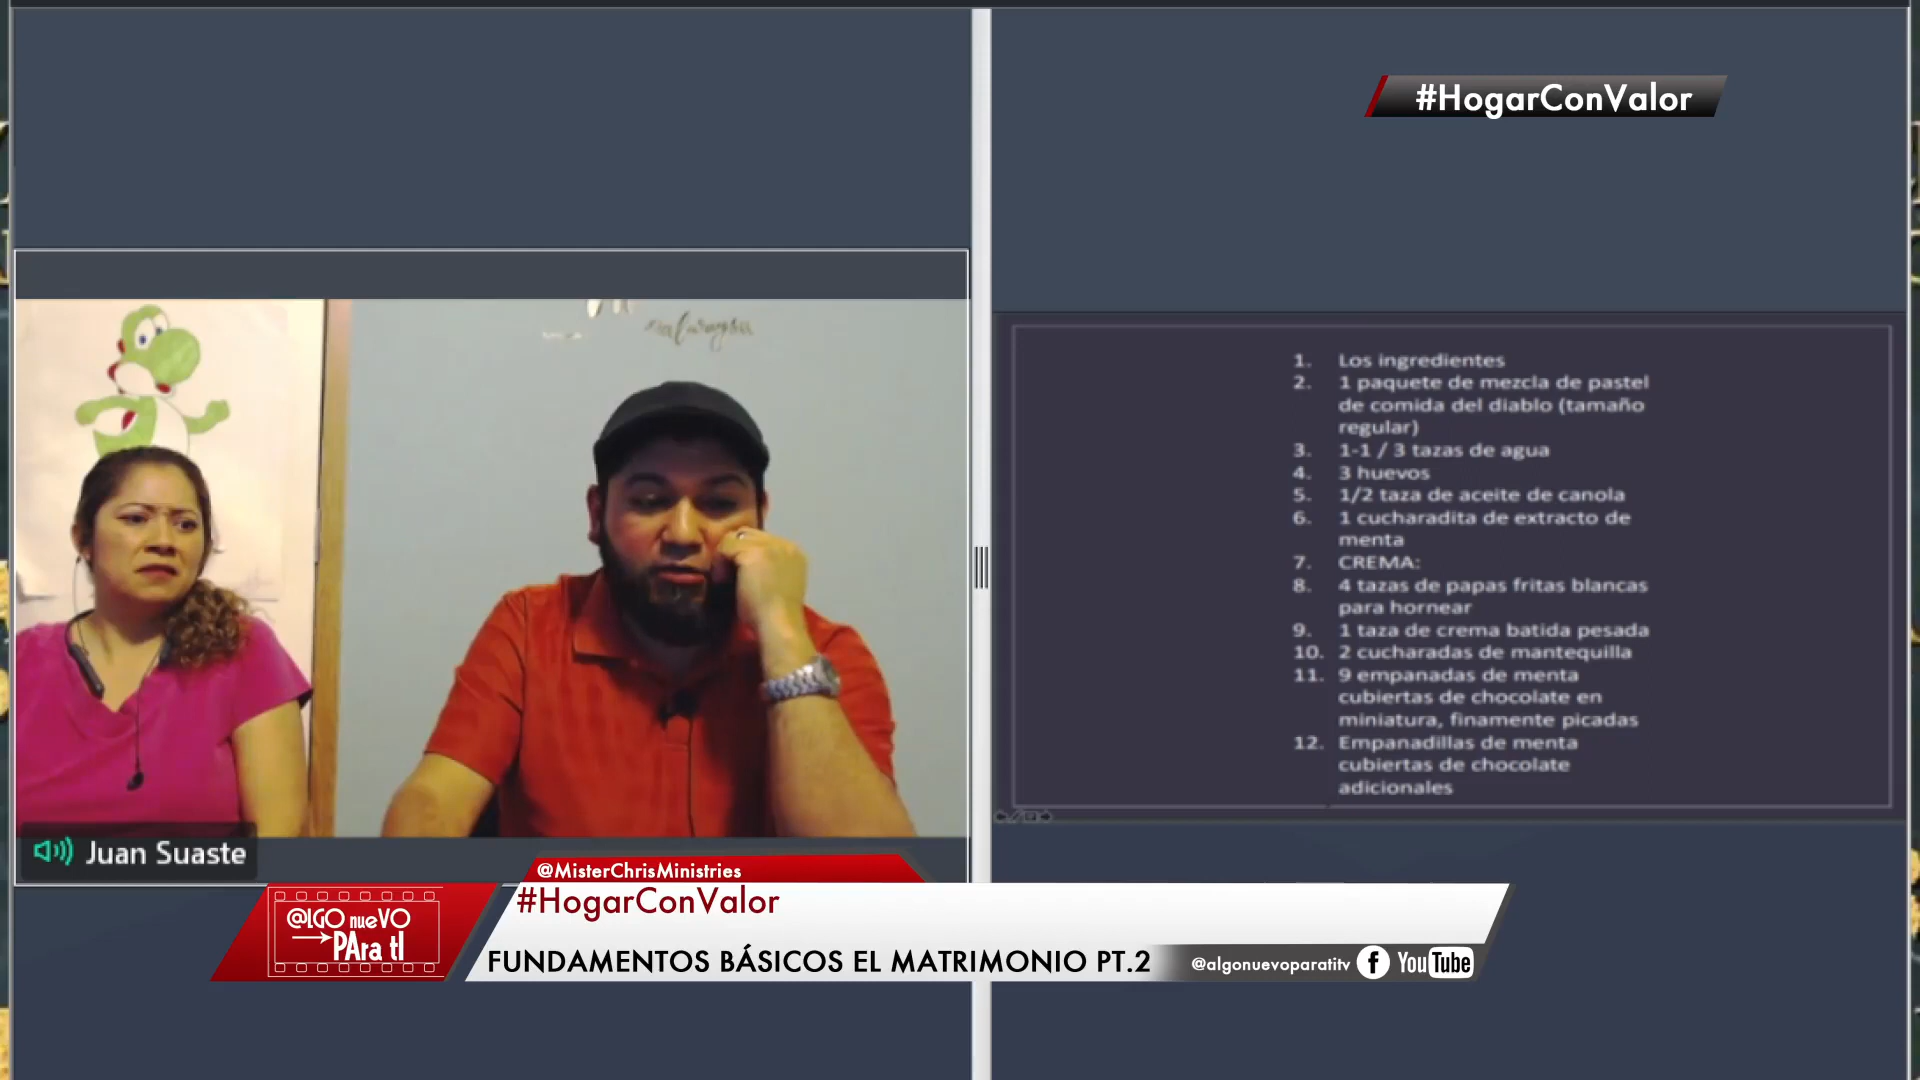 #HogarConValor
1. Los ingredientes
2. 1 paquete de mezcla de pastel
de comida del diablo (tamaño
regular)
3. 1-1 / 3 tazas de agua
4. 3 huevos
5. 1/2 taza de aceite de canola
6. 1 cucharadita de extracto de
menta
7. CREMA:
8. 4 tazas de papas fritas blancas
para hornear
9. 1 taza de crema batida pesada
10. 2 cucharadas de mantequilla
11. 9 empanadas de menta
cubiertas de chocolate en
miniatura, finamente picadas
12. Empanadillas de menta
cubiertas de chocolate
adicionales
Juan Suaste
@MisterChrisMinistries
#HogarConValor
@LGO nueVO
PAra tI
FUNDAMENTOS BÁSICOS EL MATRIMONIO PT.2
@algonuevoparatitv f YouTube